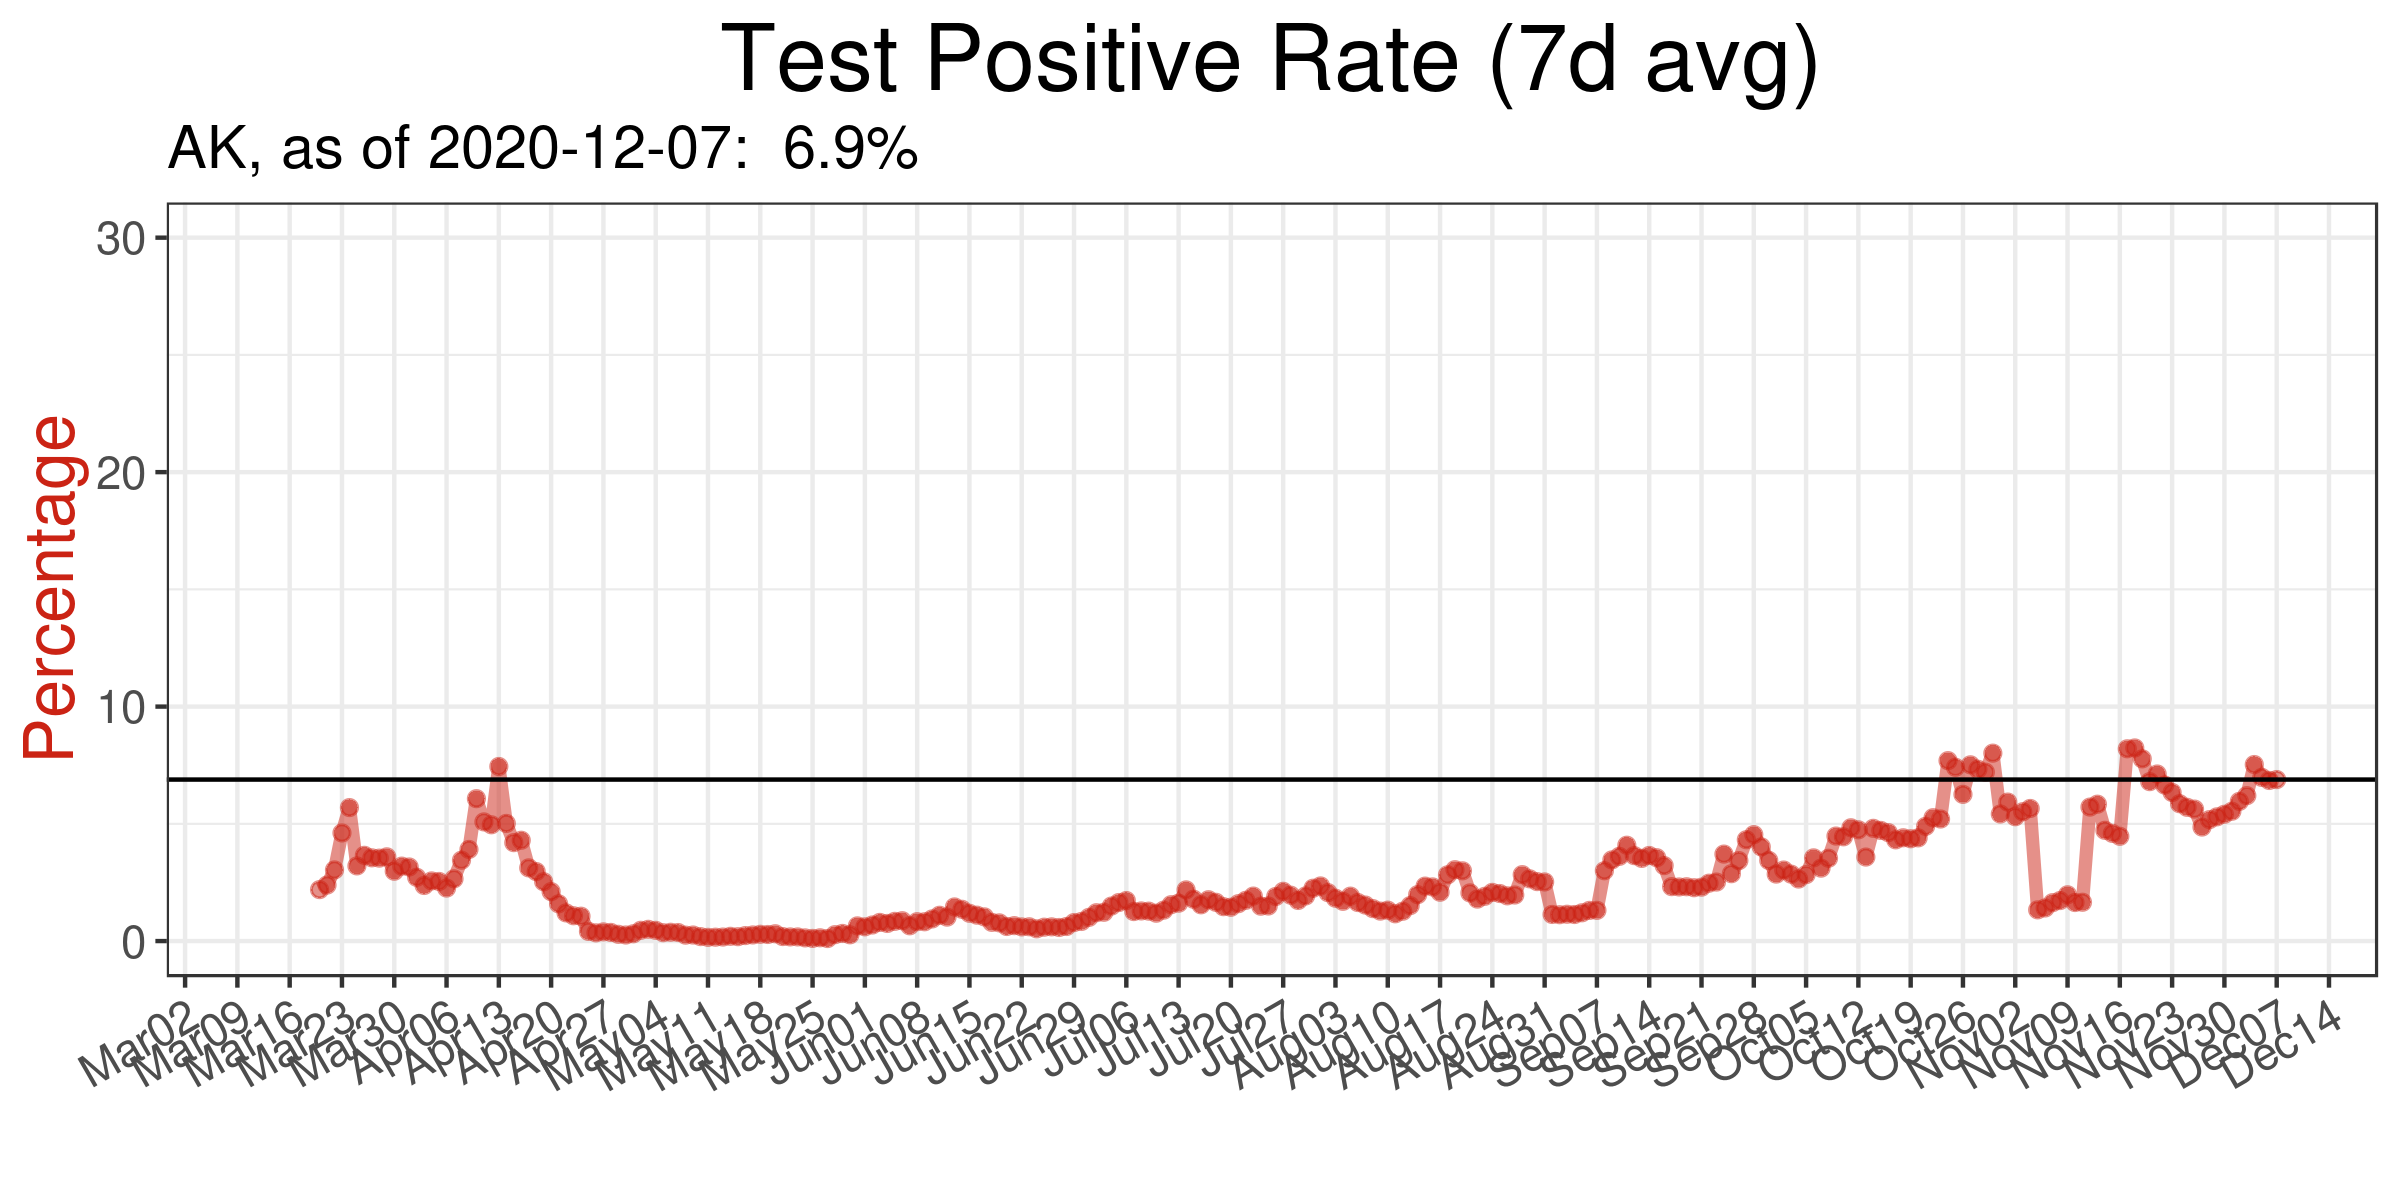 Test Positive Rate (7d avg)
AK, as of 2020-12-07:  6.9%
Percentage
30
20
10
0
Mar02
Mar09
Mar16
Mar23
Mar30
Apr06
Apr13
Apr20
Apr27
May04
May11
May18
May25
Jun01
Jun08
Jun15
Jun22
Jun29
Jul06
Jul13
Jul20
Jul27
Aug03
Aug10
Aug17
Aug24
Aug31
Sep07
Sep14
Sep21
Sep28
Oct05
Oct12
Oct19
Oct26
Nov02
Nov09
Nov16
Nov23
Nov30
Dec07
Dec14